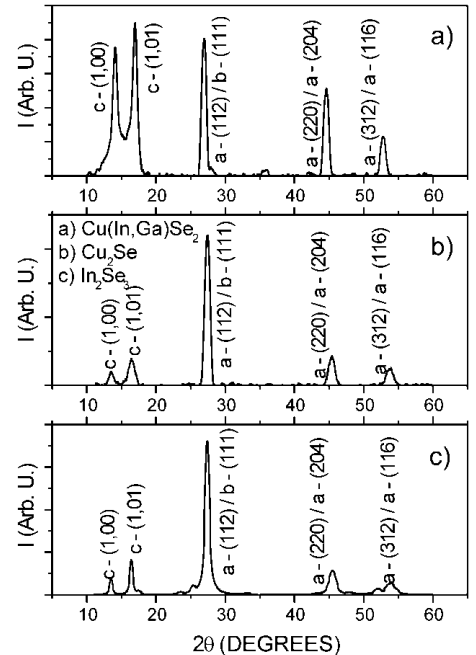 I (Arb. U.)
c - (1,00)
c - (1,01)
a - (112) / b - (111)
a - (220) / a - (204)
a - (312) / a - (116)
a)
10 20 30 40 50 60
I (Arb. U.)
a) Cu(In,Ga)Se2
b) Cu2Se
c) In2Se3
c - (1,00)
c - (1,01)
a - (112) / b - (111)
a - (220) / a - (204)
a - (312) / a - (116)
b)
10 20 30 40 50 60
I (Arb. U.)
c - (1,00)
c - (1,01)
a - (112) / b - (111)
a - (220) / a - (204)
a - (312) / a - (116)
c)
10 20 30 40 50 60
2θ (DEGREES)